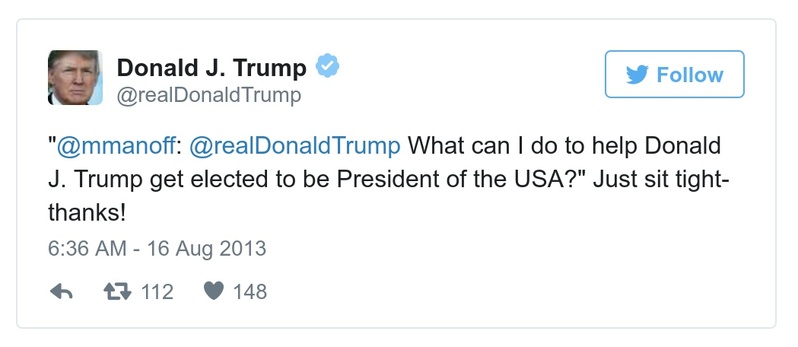 Donald J. Trump
@realDonaldTrump
Follow
"@mmanoff: @realDonaldTrump What can I do to help Donald
J. Trump get elected to be President of the USA?" Just sit tight-
thanks!
6:36 AM - 16 Aug 2013
112 148